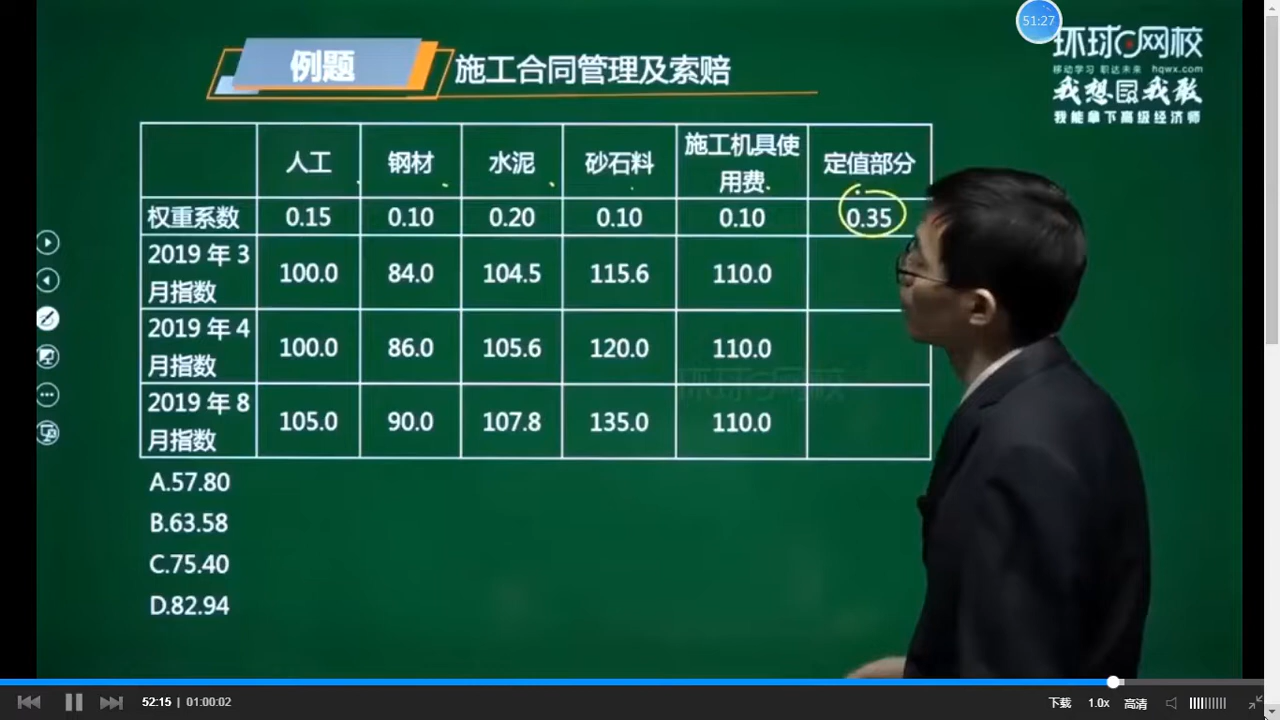 51:27
环球网校
移动学习 职达未来 hqwx.com
我想 我敢
我能拿下高级经济师
例题 施工合同管理及索赔
人工 钢材 水泥 砂石料 施工机具使用费 定值部分
权重系数 0.15 0.10 0.20 0.10 0.10 0.35
2019 年 3 月指数 100.0 84.0 104.5 115.6 110.0
2019 年 4 月指数 100.0 86.0 105.6 120.0 110.0
2019 年 8 月指数 105.0 90.0 107.8 135.0 110.0
环球网校
A.57.80
B.63.58
C.75.40
D.82.94
52:15 | 01:00:02 下载 1.0x 高清